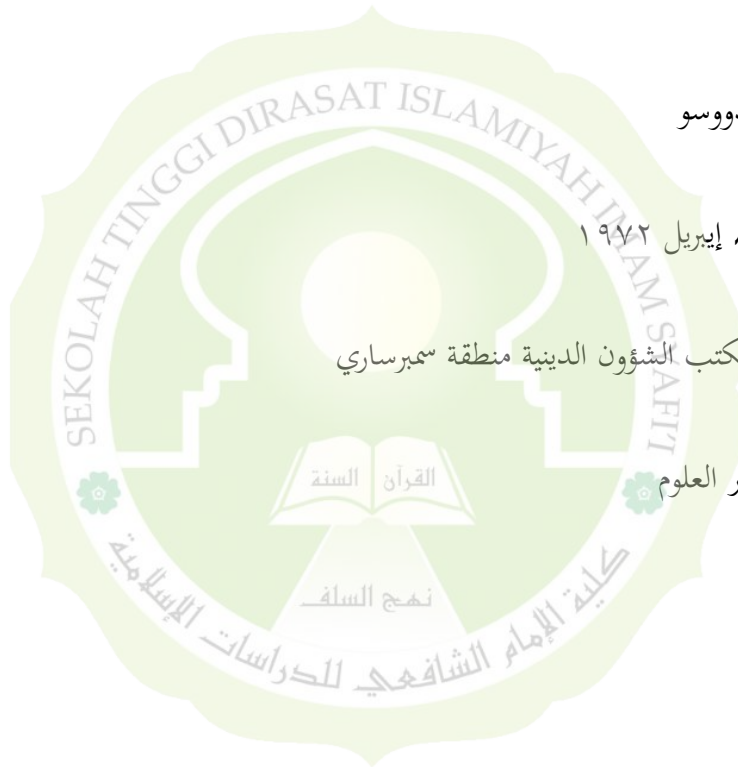 SEKOLAH TINGGI DIRASAT ISLAMIYAH IMAM SYAFI'I
إيبريل ١٩٧٢
الشؤون الدينية منطقة سمبرساري
العلوم
القرآن السنة
نهج السلف
كلية الإمام الشافعي للدراسات الإسلامية